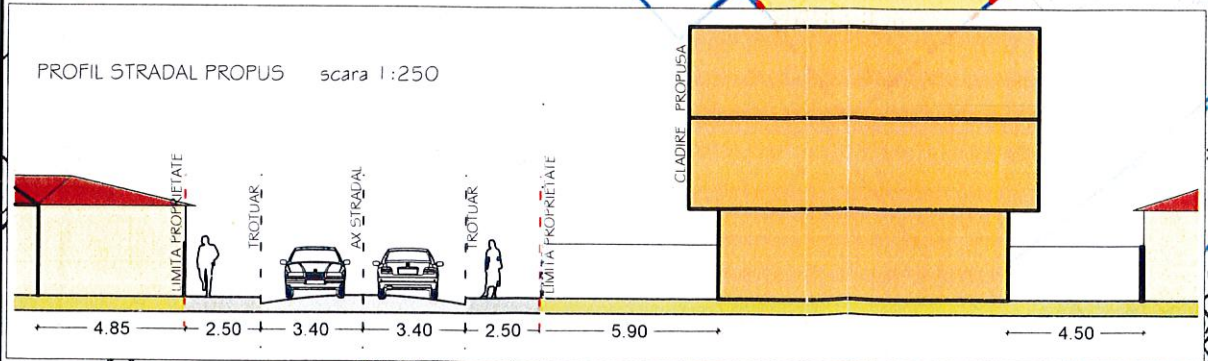 PROFIL STRADAL PROPUS scara 1:250
LIMITA PROPRIETATE
TROTUAR
AX STRADAL
TROTUAR
LIMITA PROPRIETATE
CLADIRE PROPUSA
4.85 2.50 3.40 3.40 2.50 5.90 4.50